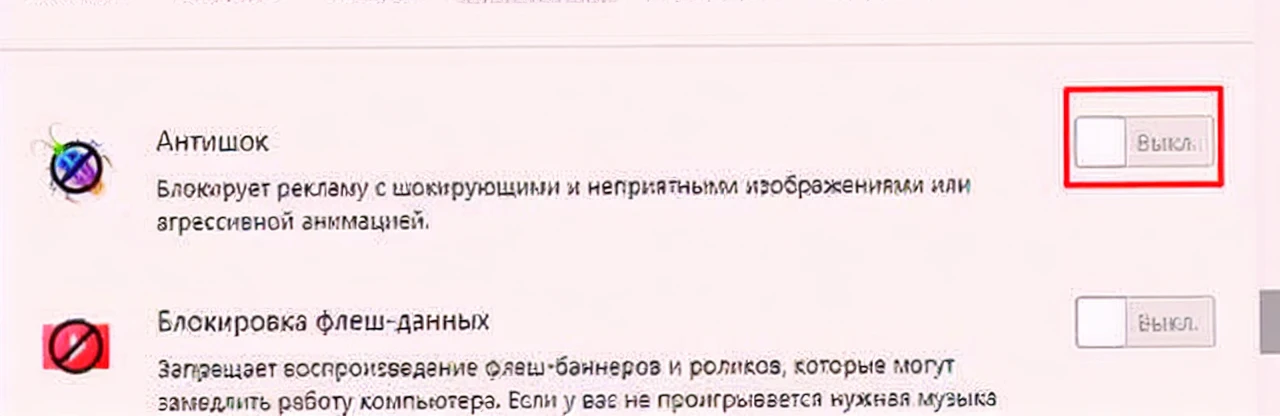 Антишок
Выкл.
Блокирует рекламу с шокирующими и неприятными изображениями или
агрессивной анимацией.
Блокировка флеш-данных
Выкл.
Запрещает воспроизведение флеш-баннеров и роликов, которые могут
замедлить работу компьютера. Если у вас не проигрывается нужная музыка